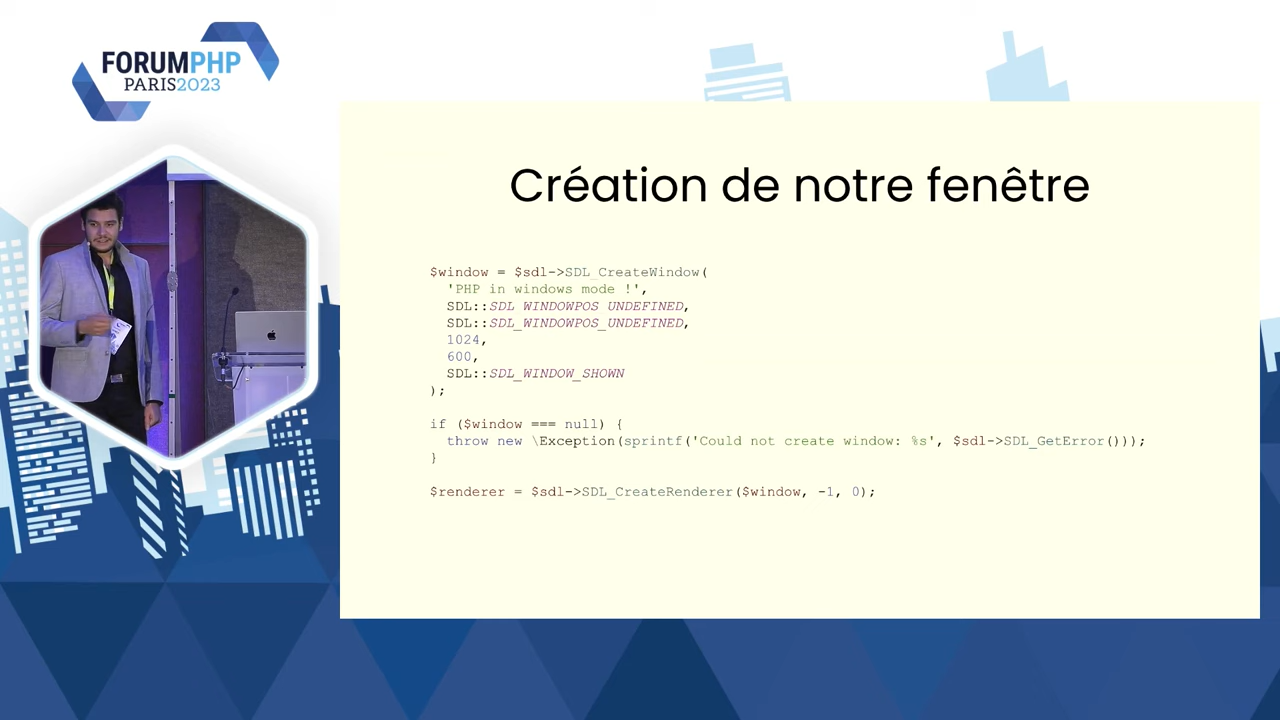 FORUMPHP
PARIS2023
Création de notre fenêtre
$window = $sdl->SDL_CreateWindow(
'PHP in windows mode !',
SDL::SDL_WINDOWPOS_UNDEFINED,
SDL::SDL_WINDOWPOS_UNDEFINED,
1024,
600,
SDL::SDL_WINDOW_SHOWN
);
if ($window === null) {
throw new \Exception(sprintf('Could not create window: %s', $sdl->SDL_GetError()));
}
$renderer = $sdl->SDL_CreateRenderer($window, -1, 0);